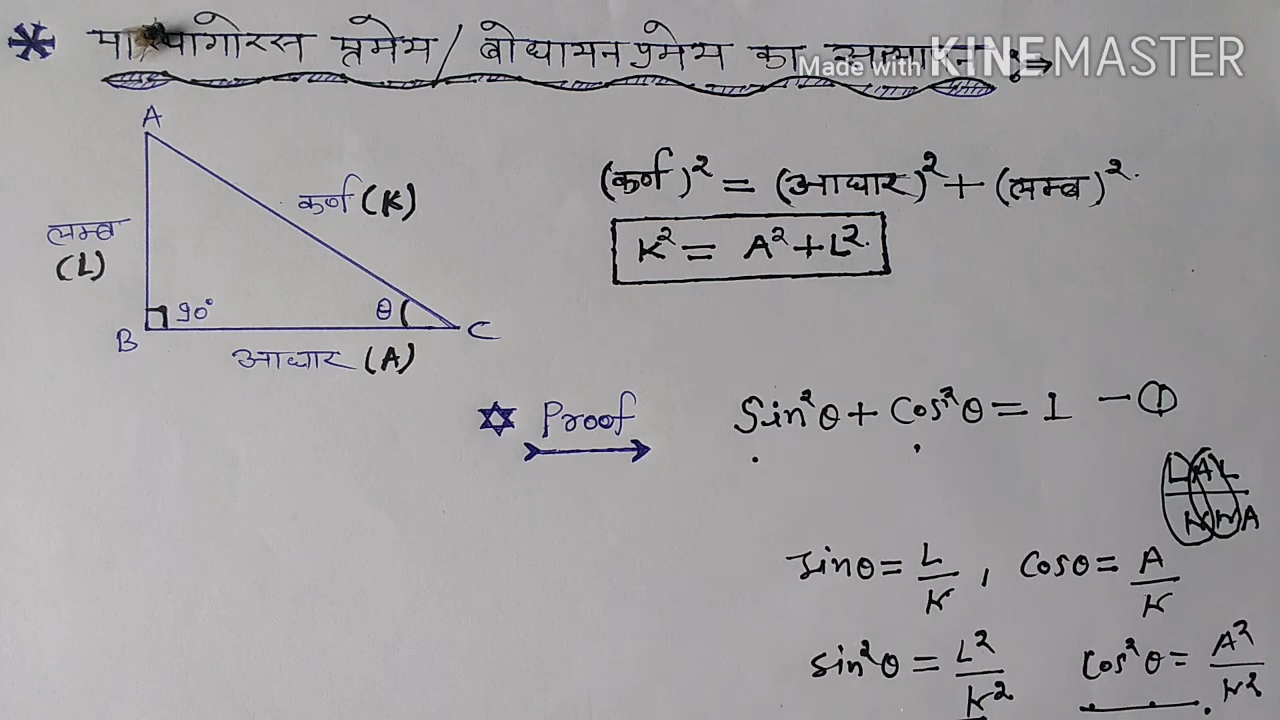 पाइथागोरस प्रमेय / बोधायन प्रमेय का :→
Made with KINEMASTER
A
कर्ण (K)
(कर्ण)² = (आधार)² + (लम्ब)².
लम्ब
(L)
K² = A² + L².
90°
θ
B
C
आधार (A)
Proof
Sin²θ + Cos²θ = 1 — ①
L A L
K K A
Sinθ = L/K , Cosθ = A/K
Sin²θ = L²/K² Cos²θ = A²/K²